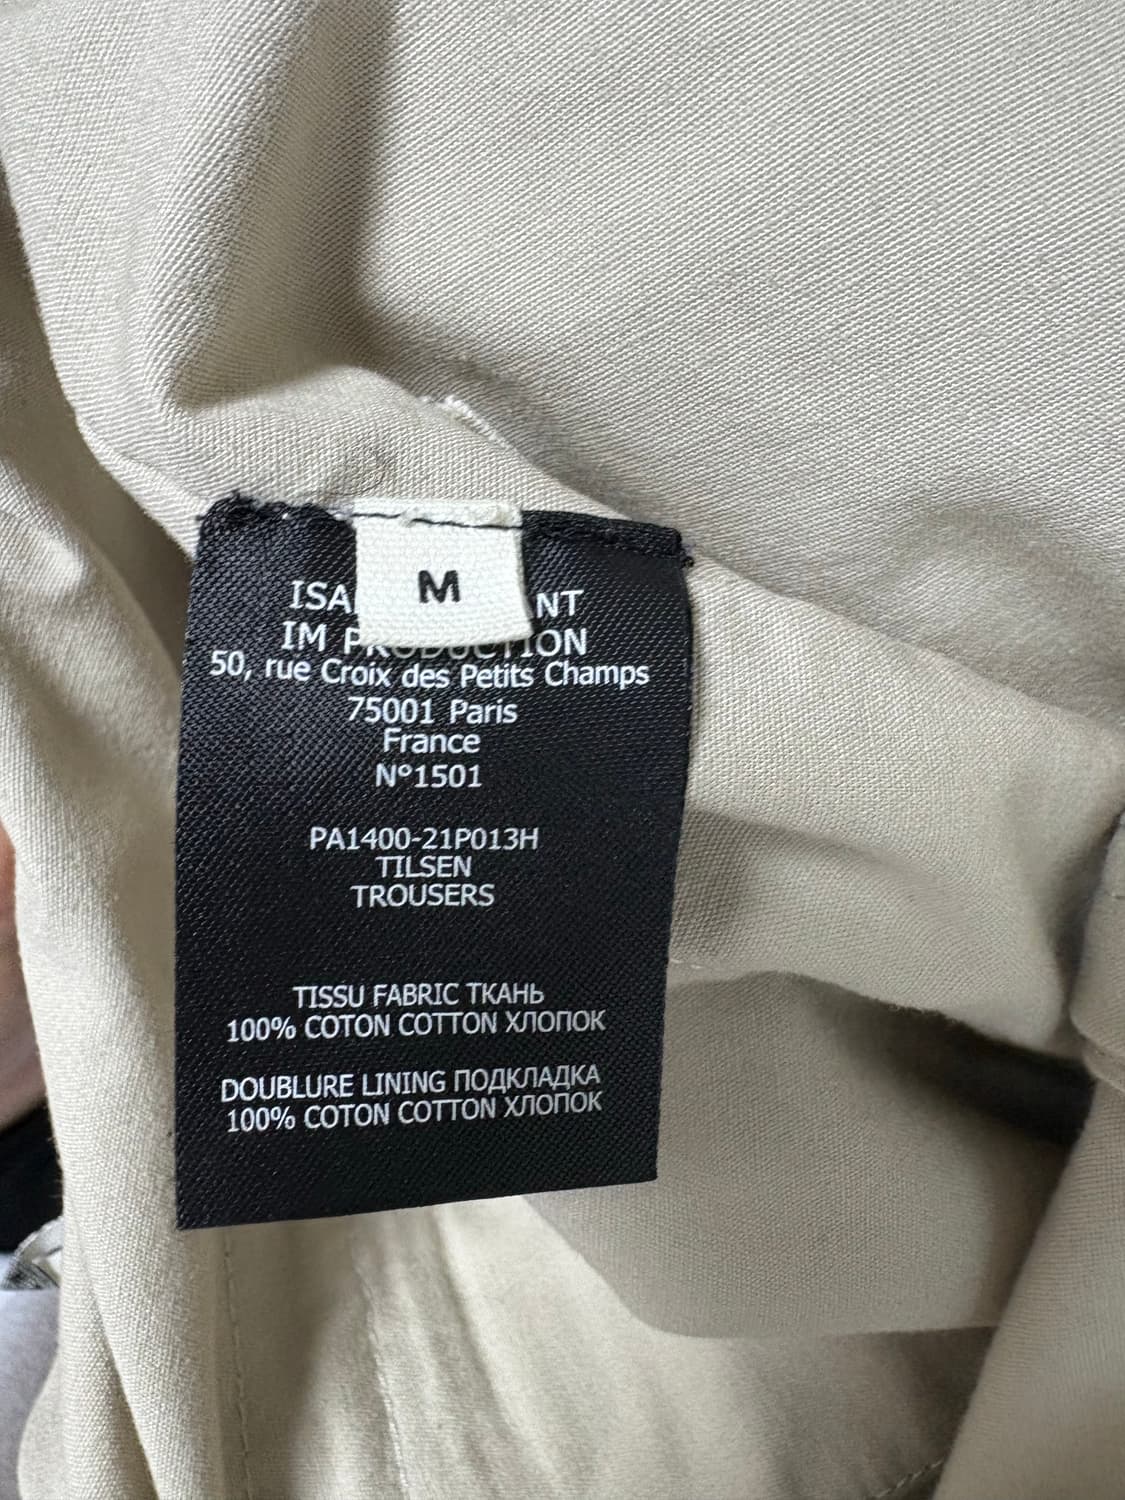 M
IM
50, rue Croix des Petits Champs
75001 Paris
France
N°1501
PA1400-21P013H
TILSEN
TROUSERS
TISSU FABRIC ТКАНЬ
100% COTON COTTON ХЛОПОК
DOUBLURE LINING ПОДКЛАДКА
100% COTON COTTON ХЛОПОК